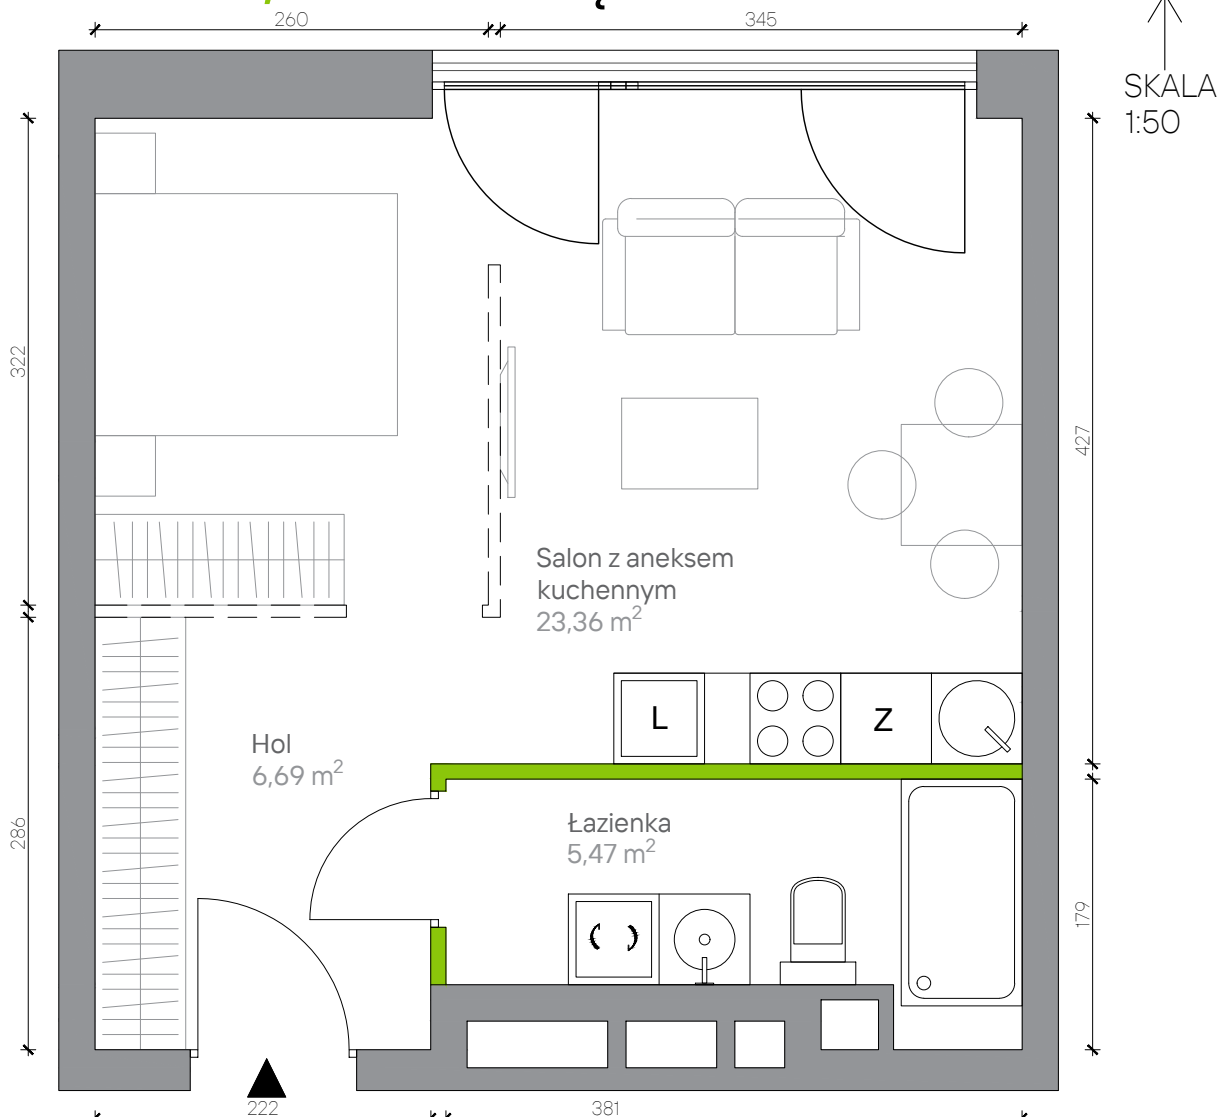 260
345
SKALA
1:50
322
427
Salon z aneksem
kuchennym
23,36 m²
L
Z
Hol
6,69 m²
Łazienka
5,47 m²
286
179
222
381